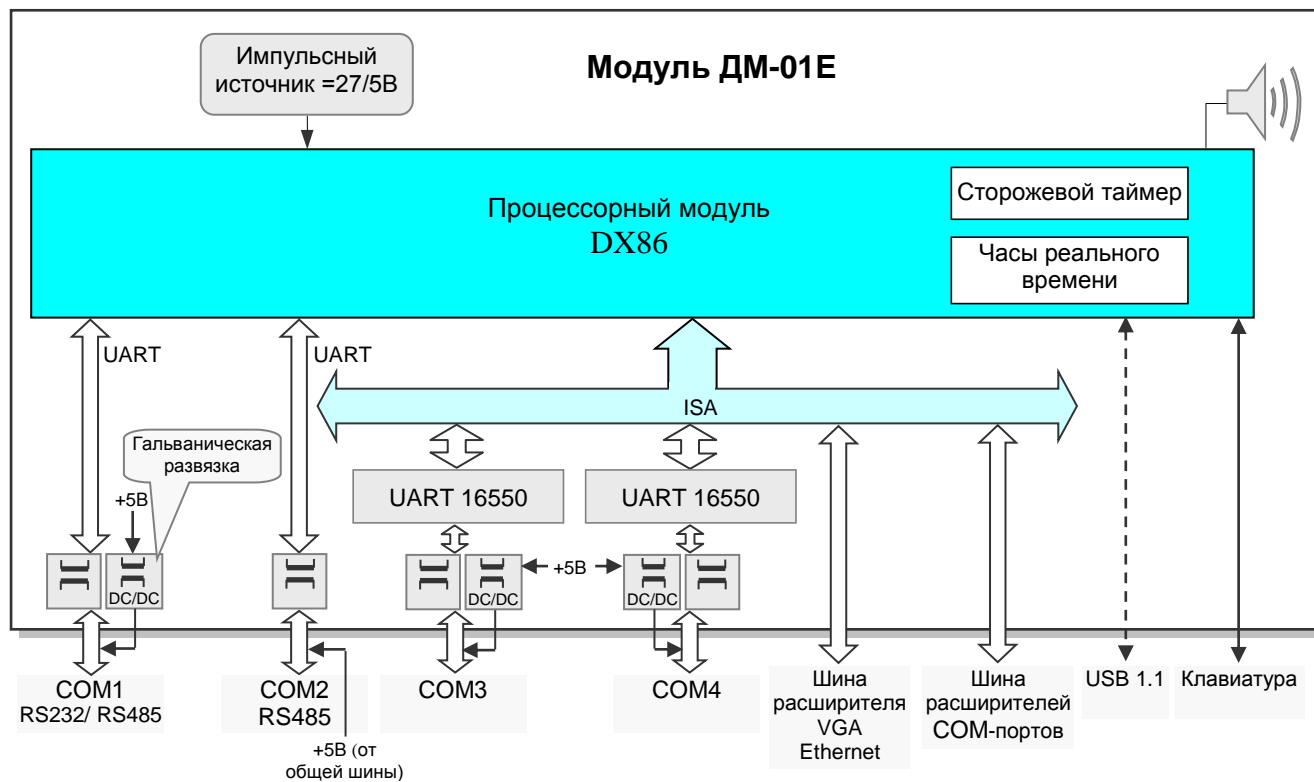 Импульсный
источник =27/5В
Модуль ДМ-01Е
Процессорный модуль
DX86
Сторожевой таймер
Часы реального
времени
UART
UART
ISA
Гальваническая
развязка
+5В
UART 16550
UART 16550
DC/DC
DC/DC
+5В
DC/DC
COM1
RS232/ RS485
COM2
RS485
+5В (от
общей шины)
COM3
COM4
Шина
расширителя
VGA
Ethernet
Шина
расширителей
COM-портов
USB 1.1
Клавиатура